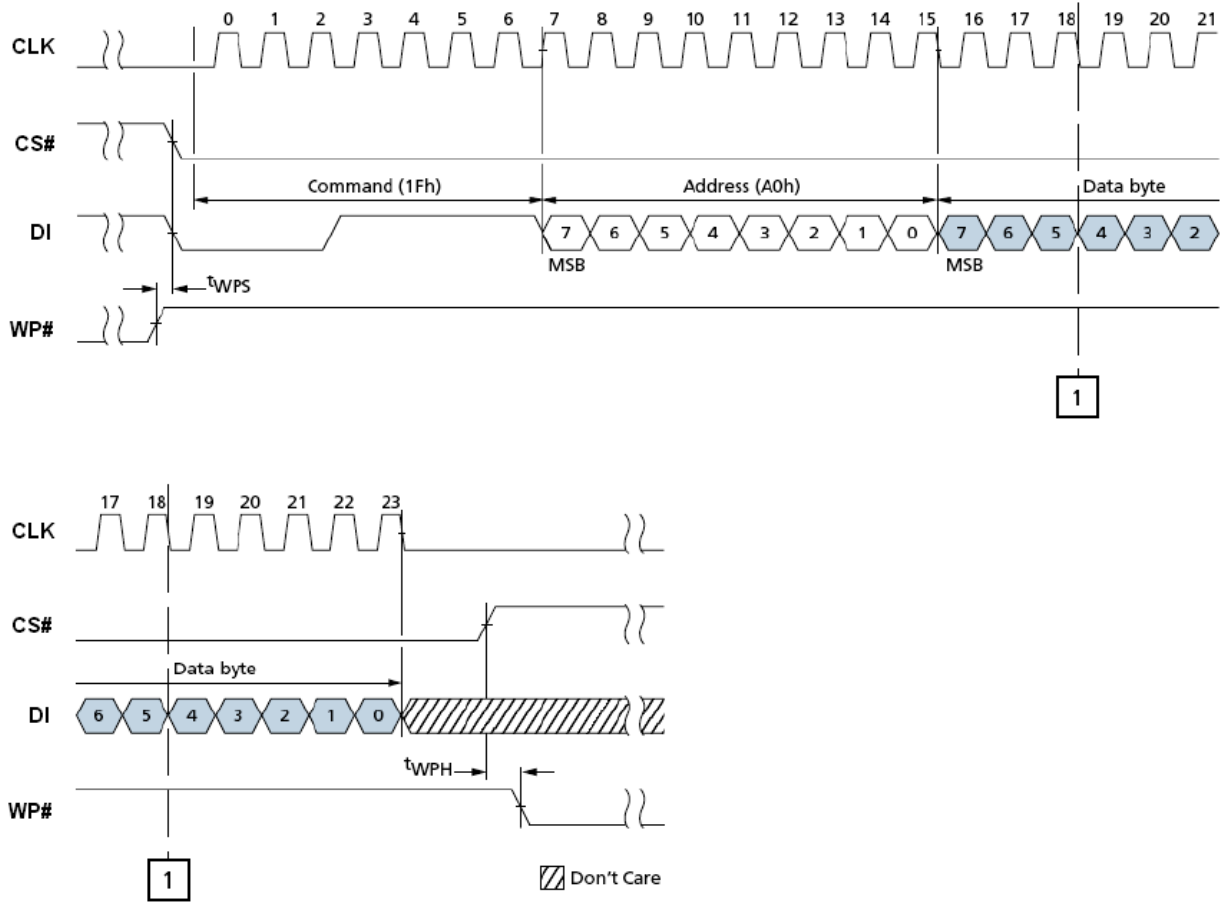 0 1 2 3 4 5 6 7 8 9 10 11 12 13 14 15 16 17 18 19 20 21
CLK
CS#
Command (1Fh) Address (A0h) Data byte
DI 7 6 5 4 3 2 1 0 7 6 5 4 3 2
MSB MSB
tWPS
WP#
1
17 18 19 20 21 22 23
CLK
CS#
Data byte
DI 6 5 4 3 2 1 0
tWPH
WP#
1
Don't Care